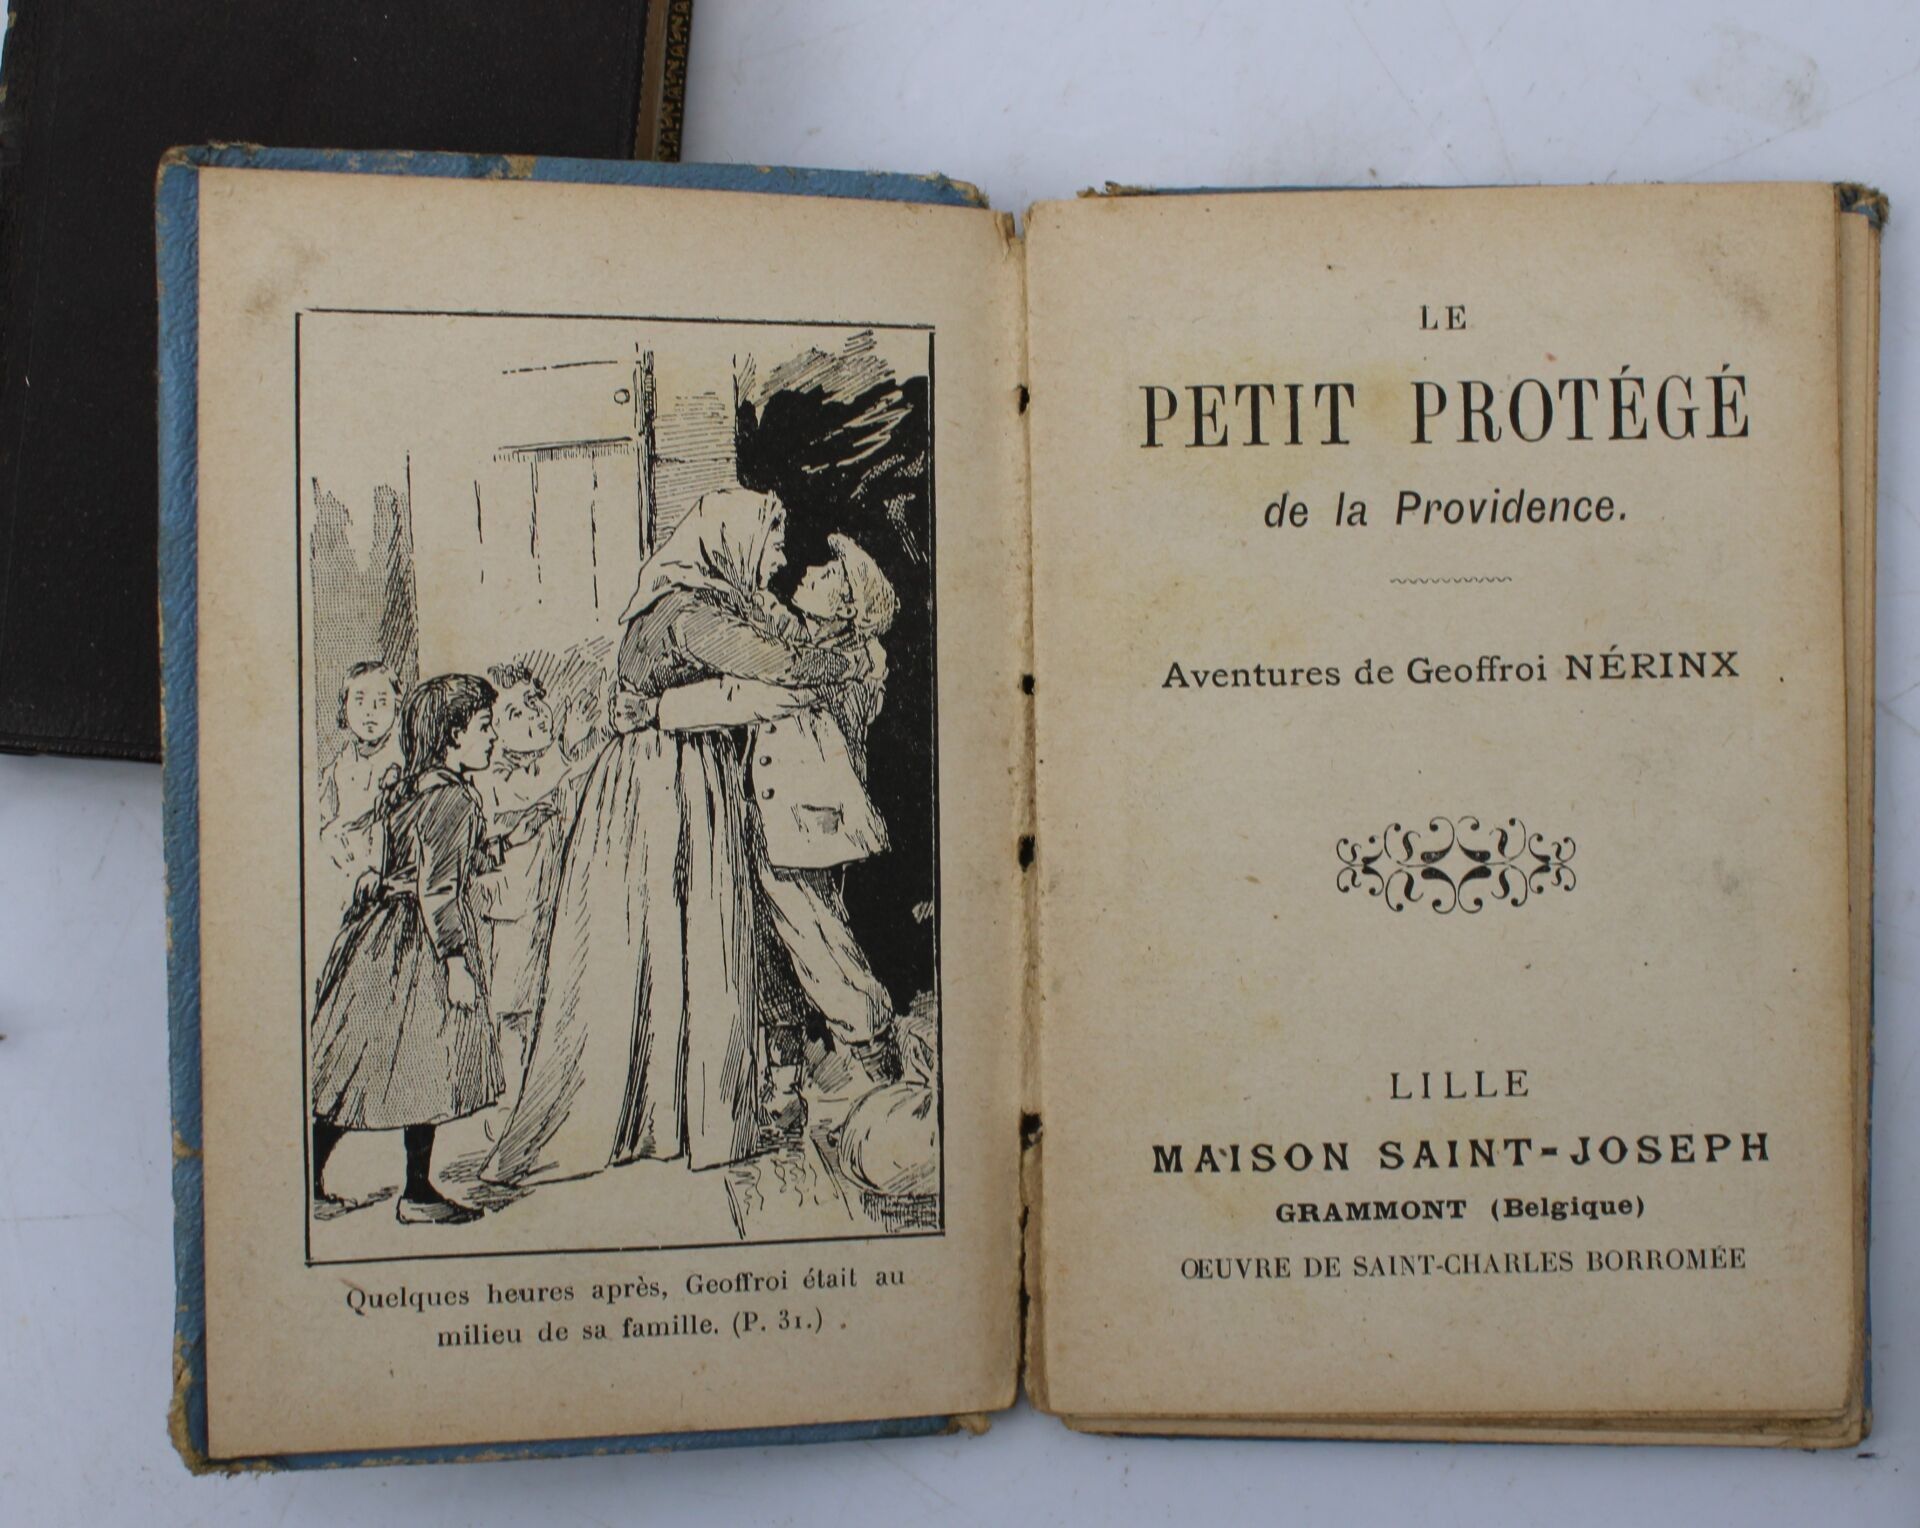 Quelques heures après, Geoffroi était au
milieu de sa famille. (P. 31.)
LE
PETIT PROTÉGÉ
de la Providence.
Aventures de Geoffroi NÉRINX
LILLE
MAISON SAINT-JOSEPH
GRAMMONT (Belgique)
ŒUVRE DE SAINT-CHARLES BORROMÉE